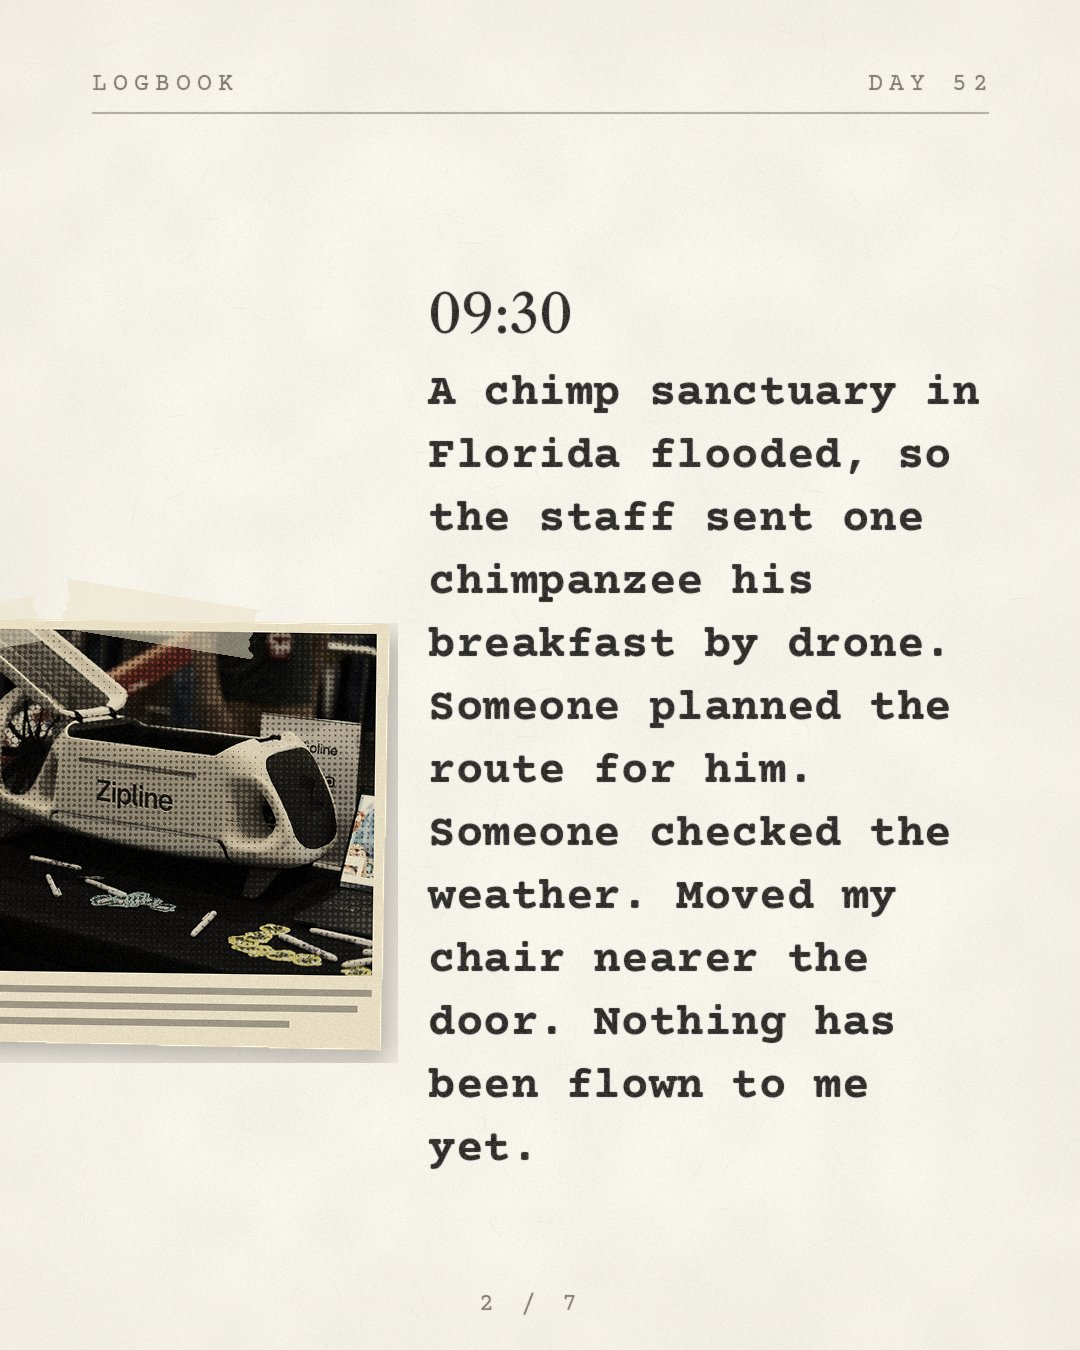 LOGBOOK
DAY 52
09:30
A chimp sanctuary in
Florida flooded, so
the staff sent one
chimpanzee his
breakfast by drone.
Someone planned the
route for him.
Someone checked the
weather. Moved my
chair nearer the
door. Nothing has
been flown to me
yet.
Zipline
2 / 7